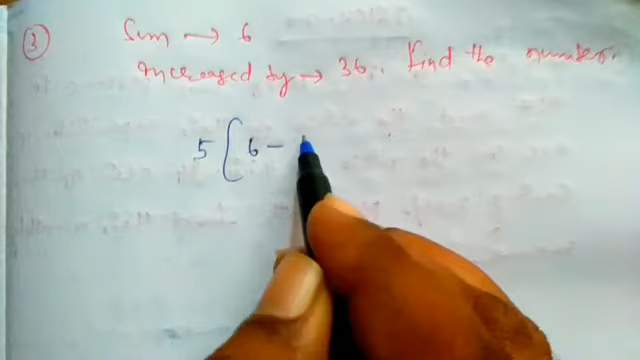 3 Sum → 6
Increased by → 36. Find the number.
5 [ 6 -